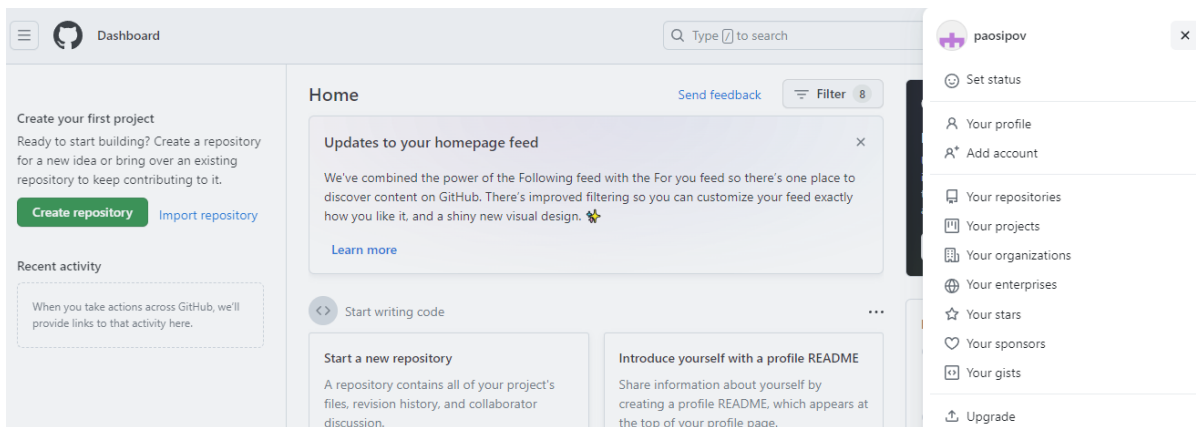 Dashboard
Type / to search
Create your first project
Ready to start building? Create a repository
for a new idea or bring over an existing
repository to keep contributing to it.
Create repository
Import repository
Recent activity
When you take actions across GitHub, we'll
provide links to that activity here.
Home
Send feedback
Filter 8
Updates to your homepage feed
We've combined the power of the Following feed with the For you feed so there's one place to
discover content on GitHub. There's improved filtering so you can customize your feed exactly
how you like it, and a shiny new visual design. ✨
Learn more
Start writing code
Start a new repository
A repository contains all of your project's
files, revision history, and collaborator
discussion.
Introduce yourself with a profile README
Share information about yourself by
creating a profile README, which appears at
the top of your profile page.
paosipov
Set status
Your profile
Add account
Your repositories
Your projects
Your organizations
Your enterprises
Your stars
Your sponsors
Your gists
Upgrade